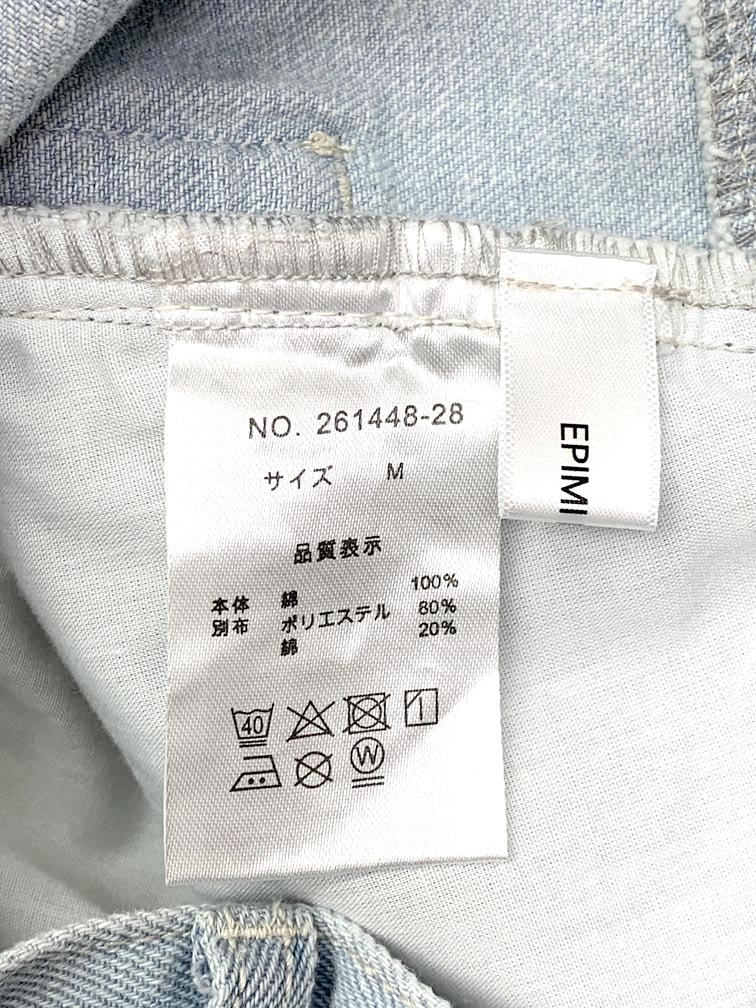 NO. 261448-28
サイズ M
品質表示
本体 綿 100%
別布 ポリエステル 80%
綿 20%
40
W
EPIMI